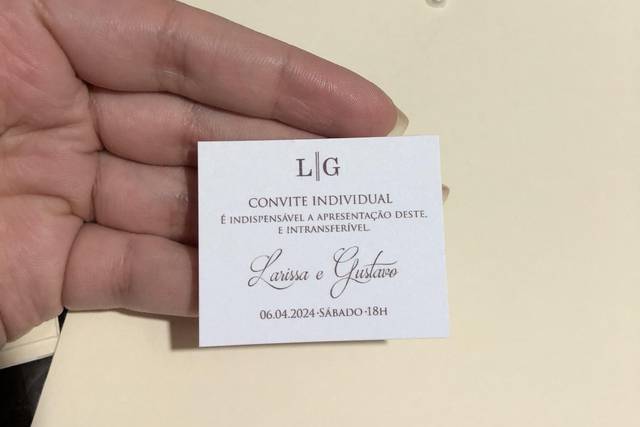 L|G
CONVITE INDIVIDUAL
É INDISPENSÁVEL A APRESENTAÇÃO DESTE,
E INTRANSFERÍVEL.
Larissa e Gustavo
06.04.2024·SÁBADO·18H